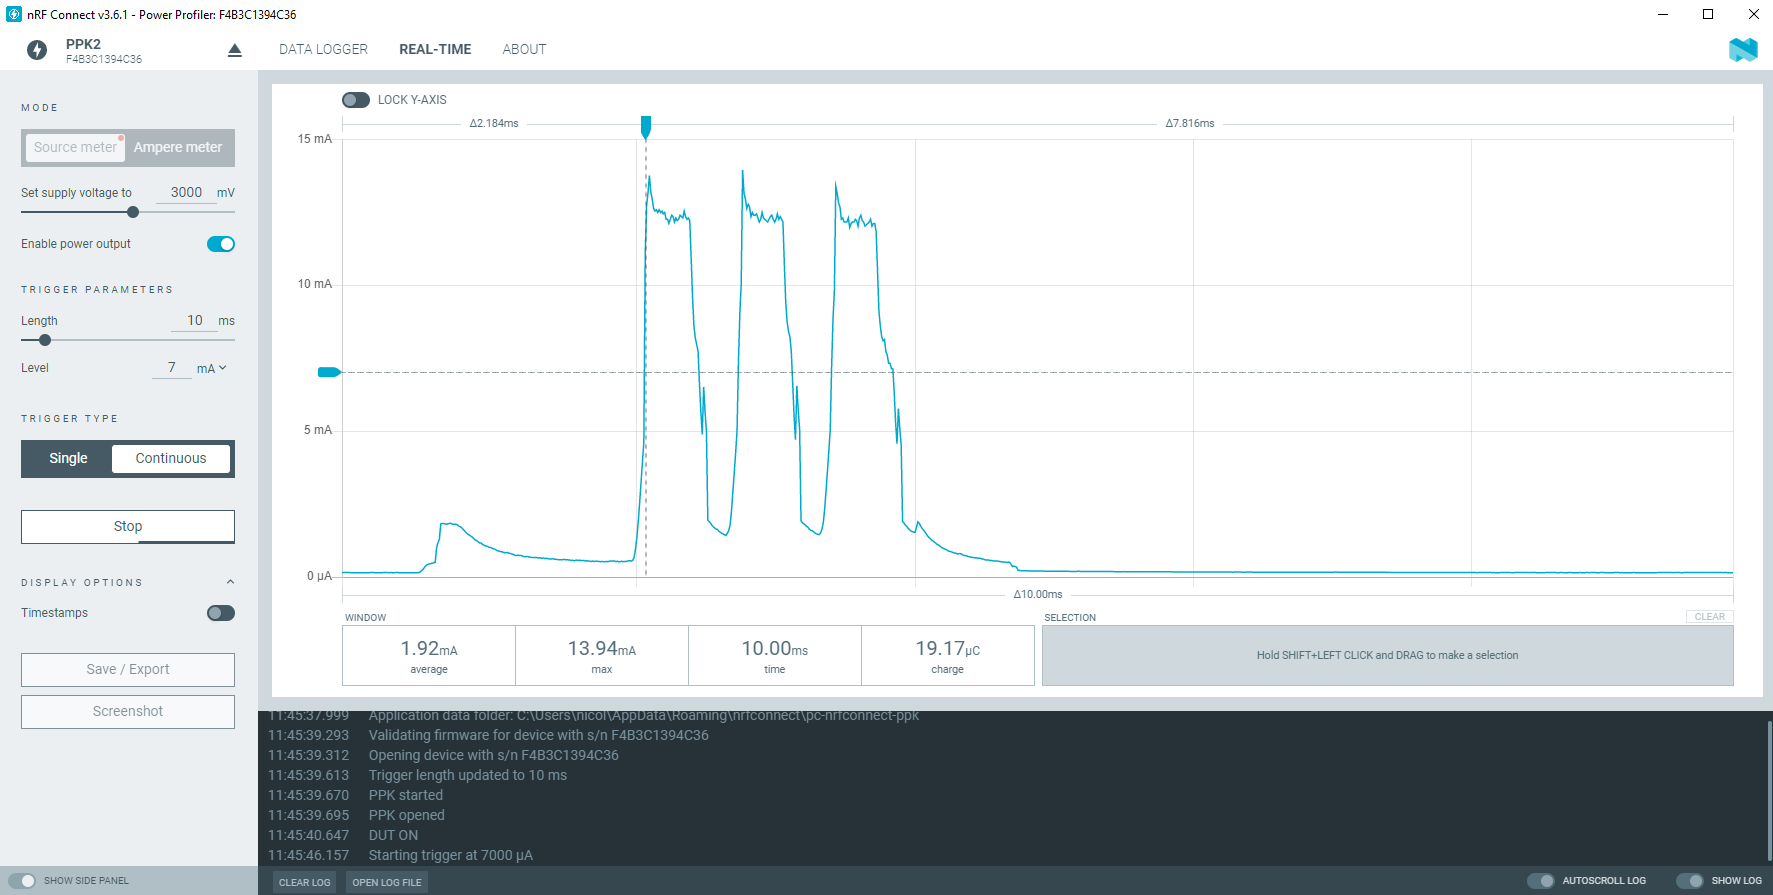 nRF Connect v3.6.1 - Power Profiler: F4B3C1394C36
PPK2
F4B3C1394C36
DATA LOGGER
REAL-TIME
ABOUT
MODE
Source meter
Ampere meter
Set supply voltage to 3000 mV
Enable power output
TRIGGER PARAMETERS
Length 10 ms
Level 7 mA
TRIGGER TYPE
Single
Continuous
Stop
DISPLAY OPTIONS
Timestamps
Save / Export
Screenshot
SHOW SIDE PANEL
LOCK Y-AXIS
Δ2.184ms
Δ7.816ms
15 mA
10 mA
5 mA
0 µA
Δ10.00ms
WINDOW
1.92mA
average
13.94mA
max
10.00ms
time
19.17µC
charge
SELECTION
CLEAR
Hold SHIFT+LEFT CLICK and DRAG to make a selection
11:45:37.999 Application data folder: C:\Users\nicol\AppData\Roaming\nrfconnect\pc-nrfconnect-ppk
11:45:39.293 Validating firmware for device with s/n F4B3C1394C36
11:45:39.312 Opening device with s/n F4B3C1394C36
11:45:39.613 Trigger length updated to 10 ms
11:45:39.670 PPK started
11:45:39.695 PPK opened
11:45:40.647 DUT ON
11:45:46.157 Starting trigger at 7000 µA
CLEAR LOG
OPEN LOG FILE
AUTOSCROLL LOG
SHOW LOG